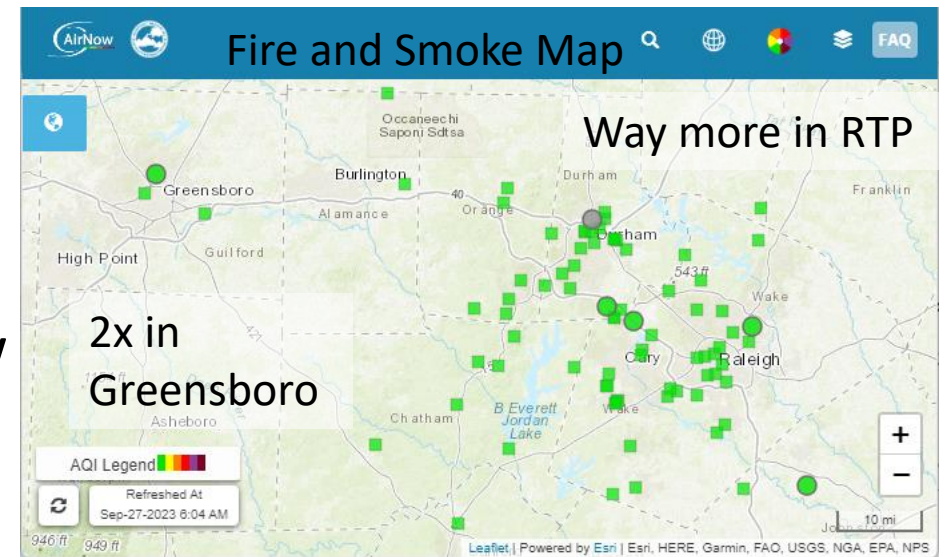 AirNow
Fire and Smoke Map
FAQ
Occaneechi
Saponi Sdtsa
Way more in RTP
Burlington
Durham
Franklin
Greensboro
40
Orange
Alamance
Durham
High Point
Guilford
543 ft
Wake
2x in
Greensboro
Cary
Raleigh
Asheboro
Chatham
B Everett
Jordan
Lake
Wake
+
−
AQI Legend
Refreshed At
Sep-27-2023 6:04 AM
10 mi
946 ft
949 ft
Leaflet | Powered by Esri | Esri, HERE, Garmin, FAO, USGS, NGA, EPA, NPS